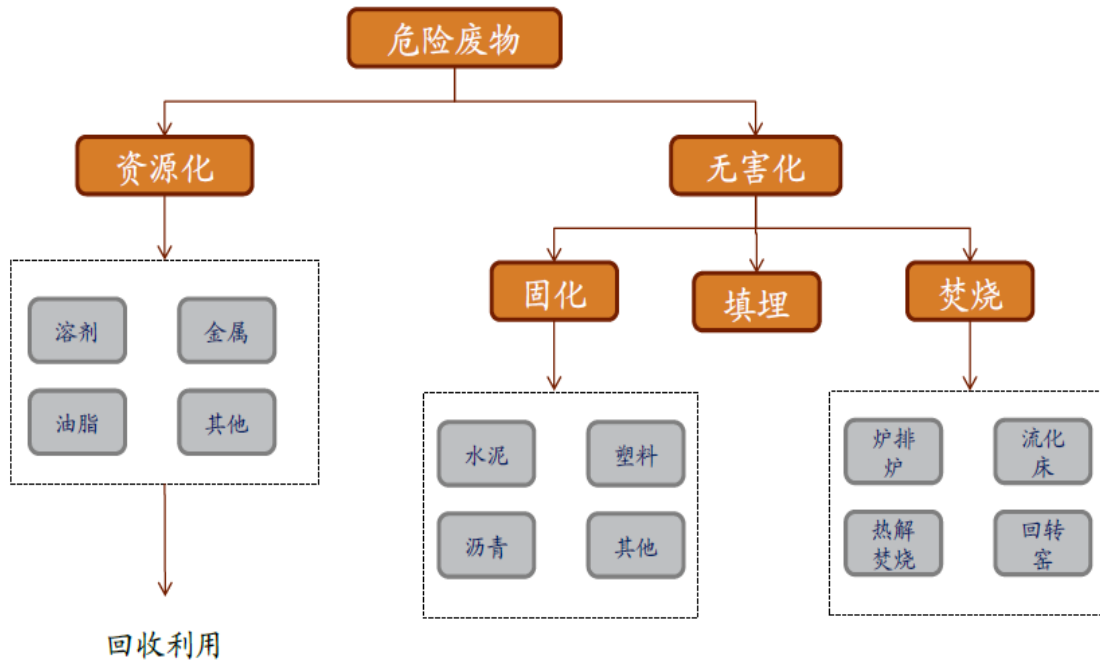 危险废物
资源化
无害化
固化
填埋
焚烧
溶剂
金属
油脂
其他
水泥
塑料
沥青
其他
炉排
炉
流化
床
热解
焚烧
回转
窑
回收利用